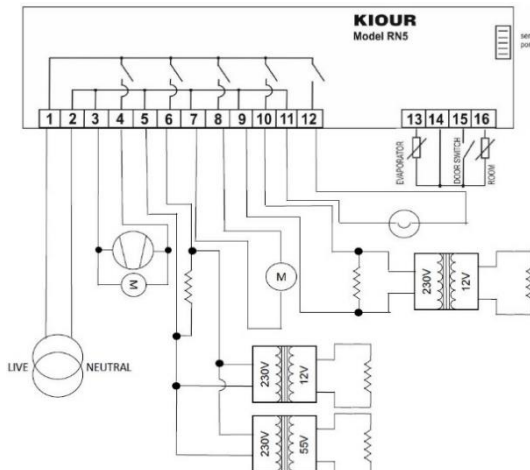 KIOUR
Model RN5
1 2 3 4 5 6 7 8 9 10 11 12
13 14 15 16
EVAPORATOR
DOOR SWITCH
ROOM
M
M
230V
12V
LIVE
NEUTRAL
230V
12V
230V
55V